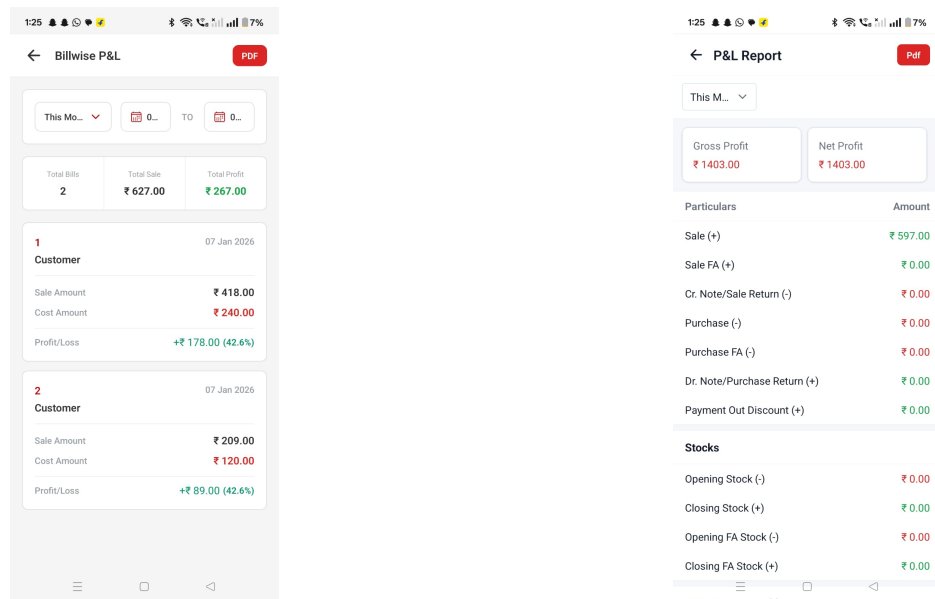 1:25 7%
Billwise P&L PDF
This Mo... 0... TO 0...
Total Bills Total Sale Total Profit
2 ₹ 627.00 ₹ 267.00
1 07 Jan 2026
Customer
Sale Amount ₹ 418.00
Cost Amount ₹ 240.00
Profit/Loss +₹ 178.00 (42.6%)
2 07 Jan 2026
Customer
Sale Amount ₹ 209.00
Cost Amount ₹ 120.00
Profit/Loss +₹ 89.00 (42.6%)
1:25 7%
P&L Report Pdf
This M...
Gross Profit Net Profit
₹ 1403.00 ₹ 1403.00
Particulars Amount
Sale (+) ₹ 597.00
Sale FA (+) ₹ 0.00
Cr. Note/Sale Return (-) ₹ 0.00
Purchase (-) ₹ 0.00
Purchase FA (-) ₹ 0.00
Dr. Note/Purchase Return (+) ₹ 0.00
Payment Out Discount (+) ₹ 0.00
Stocks
Opening Stock (-) ₹ 0.00
Closing Stock (+) ₹ 0.00
Opening FA Stock (-) ₹ 0.00
Closing FA Stock (+) ₹ 0.00